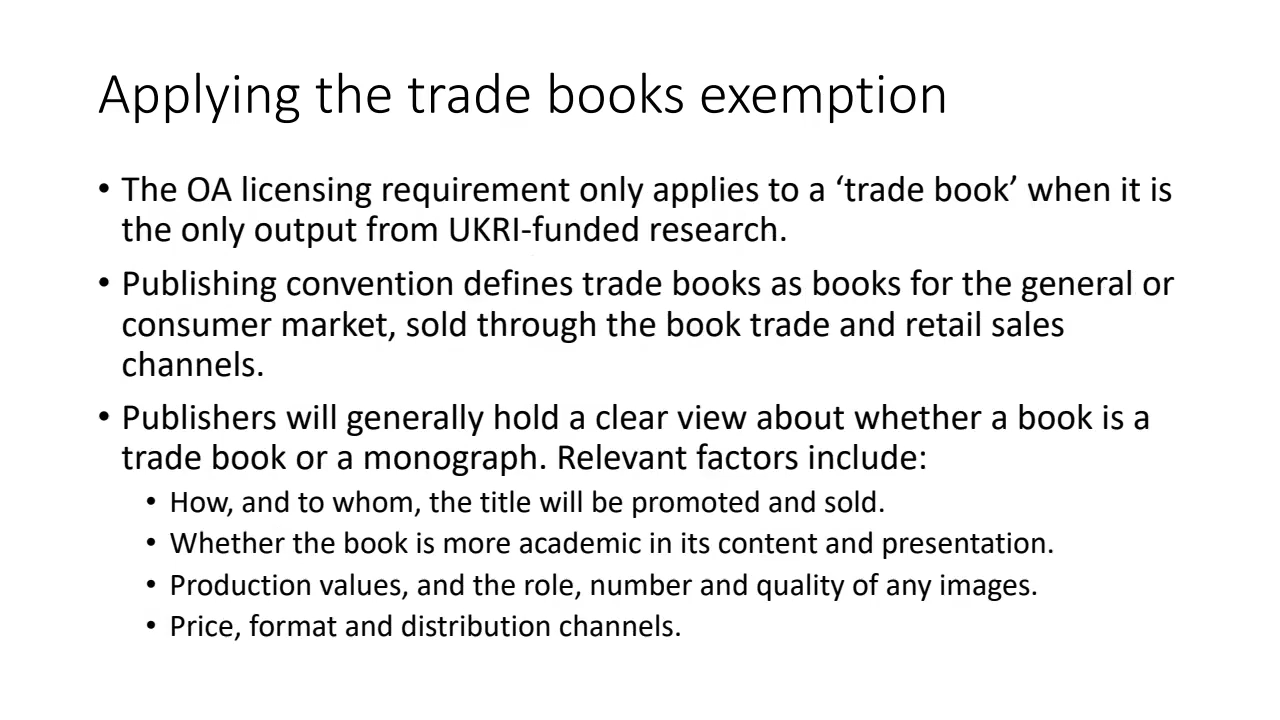 Applying the trade books exemption
• The OA licensing requirement only applies to a ‘trade book’ when it is
the only output from UKRI-funded research.
• Publishing convention defines trade books as books for the general or
consumer market, sold through the book trade and retail sales
channels.
• Publishers will generally hold a clear view about whether a book is a
trade book or a monograph. Relevant factors include:
• How, and to whom, the title will be promoted and sold.
• Whether the book is more academic in its content and presentation.
• Production values, and the role, number and quality of any images.
• Price, format and distribution channels.